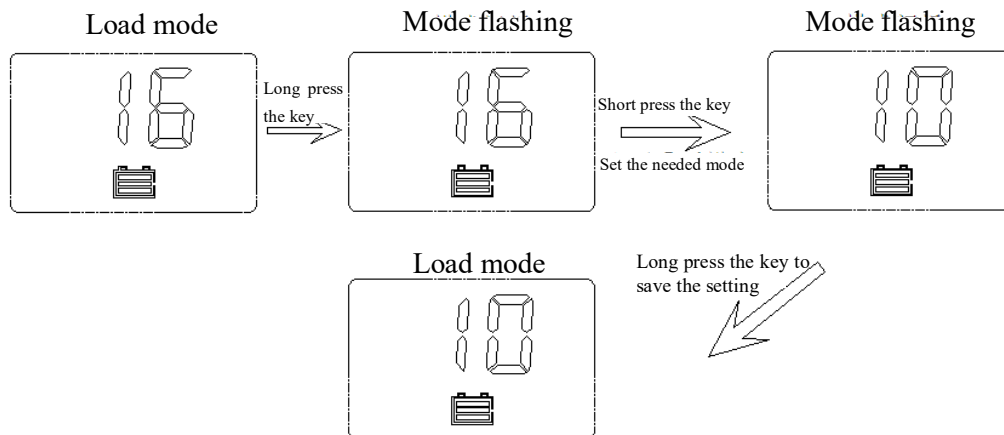 Load mode
Mode flashing
Mode flashing
16
Long press
the key
16
Short press the key
Set the needed mode
10
Load mode
Long press the key to
save the setting
10